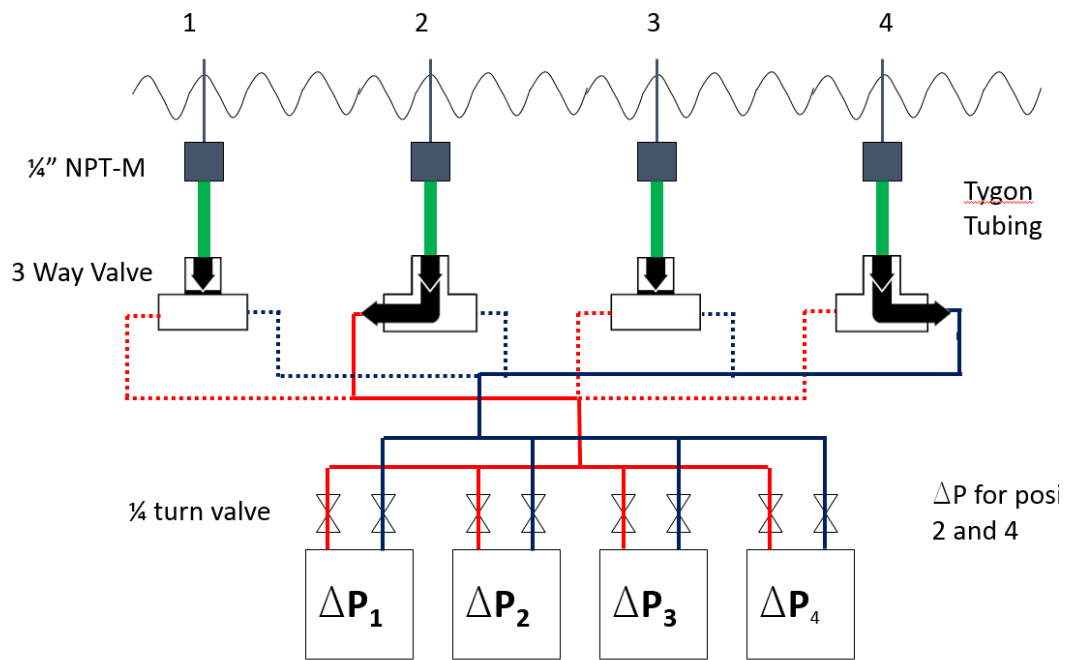 1 2 3 4
¼” NPT-M
Tygon
Tubing
3 Way Valve
¼ turn valve
ΔP for posi
2 and 4
ΔP1 ΔP2 ΔP3 ΔP4